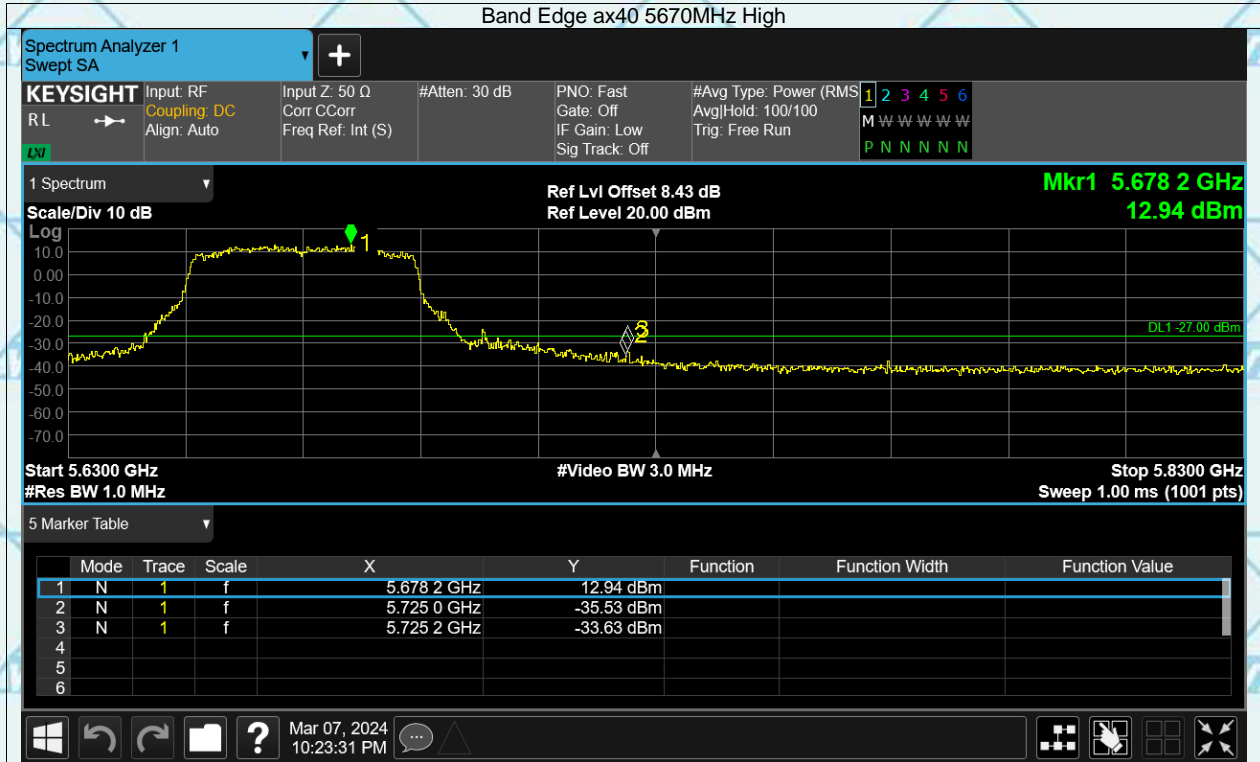 Band Edge ax40 5670MHz High
Spectrum Analyzer 1
Swept SA
KEYSIGHT
R L
LXI
Input: RF
Coupling: DC
Align: Auto
Input Z: 50 Ω
Corr CCorr
Freq Ref: Int (S)
#Atten: 30 dB
PNO: Fast
Gate: Off
IF Gain: Low
Sig Track: Off
#Avg Type: Power (RMS
Avg|Hold: 100/100
Trig: Free Run
1 2 3 4 5 6
M W W W W W
P N N N N N
1 Spectrum
Scale/Div 10 dB
Ref Lvl Offset 8.43 dB
Ref Level 20.00 dBm
Mkr1 5.678 2 GHz
12.94 dBm
Log
10.0
0.00
-10.0
-20.0
-30.0
-40.0
-50.0
-60.0
-70.0
1
3
2
DL1 -27.00 dBm
Start 5.6300 GHz
#Video BW 3.0 MHz
Stop 5.8300 GHz
#Res BW 1.0 MHz
Sweep 1.00 ms (1001 pts)
5 Marker Table
Mode Trace Scale X Y Function Function Width Function Value
1 N 1 f 5.678 2 GHz 12.94 dBm
2 N 1 f 5.725 0 GHz -35.53 dBm
3 N 1 f 5.725 2 GHz -33.63 dBm
4
5
6
?
Mar 07, 2024
10:23:31 PM